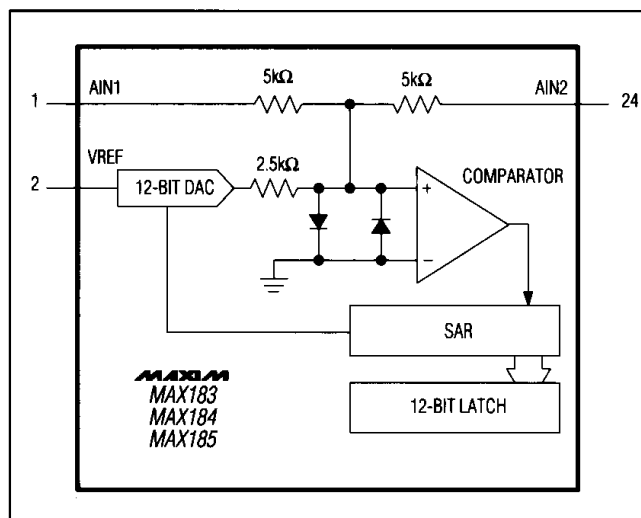 5kΩ 5kΩ
1 AIN1 AIN2 24
VREF 2.5kΩ
2 12-BIT DAC + COMPARATOR
−
SAR
MAXIM
MAX183
MAX184
MAX185
12-BIT LATCH